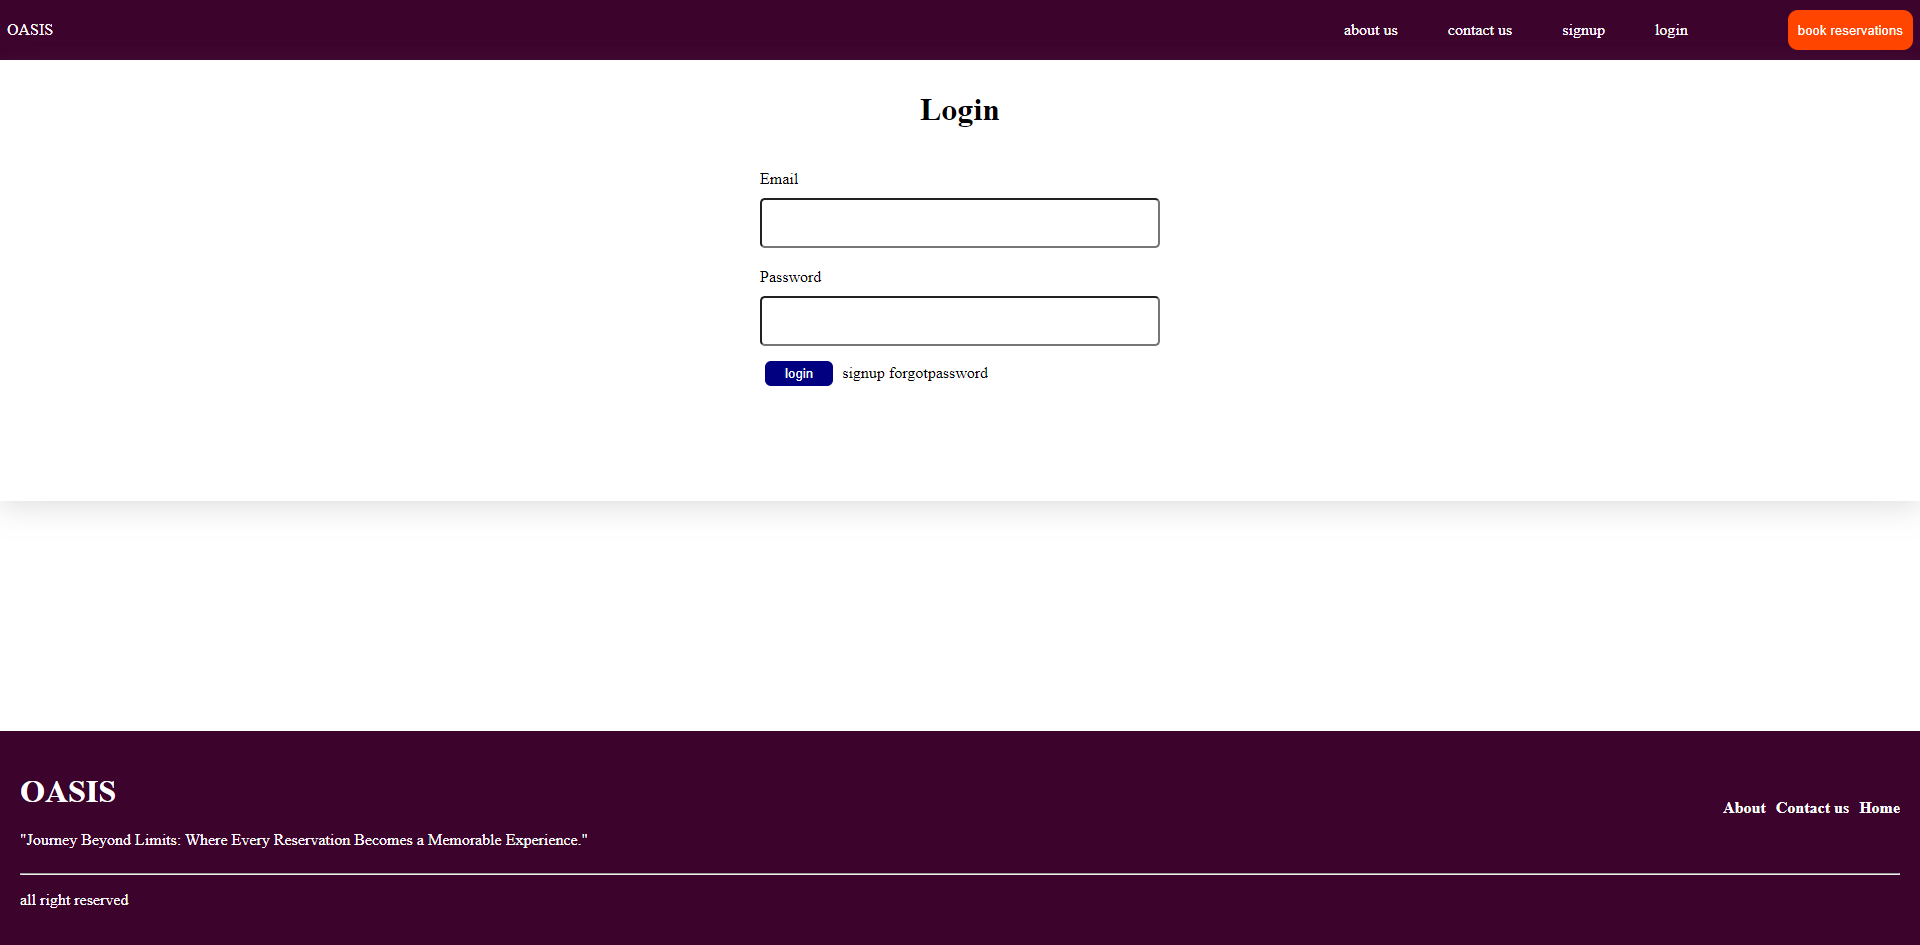 OASIS about us contact us signup login book reservations
Login
Email
Password
login signup forgotpassword
OASIS
About Contact us Home
"Journey Beyond Limits: Where Every Reservation Becomes a Memorable Experience."
all right reserved